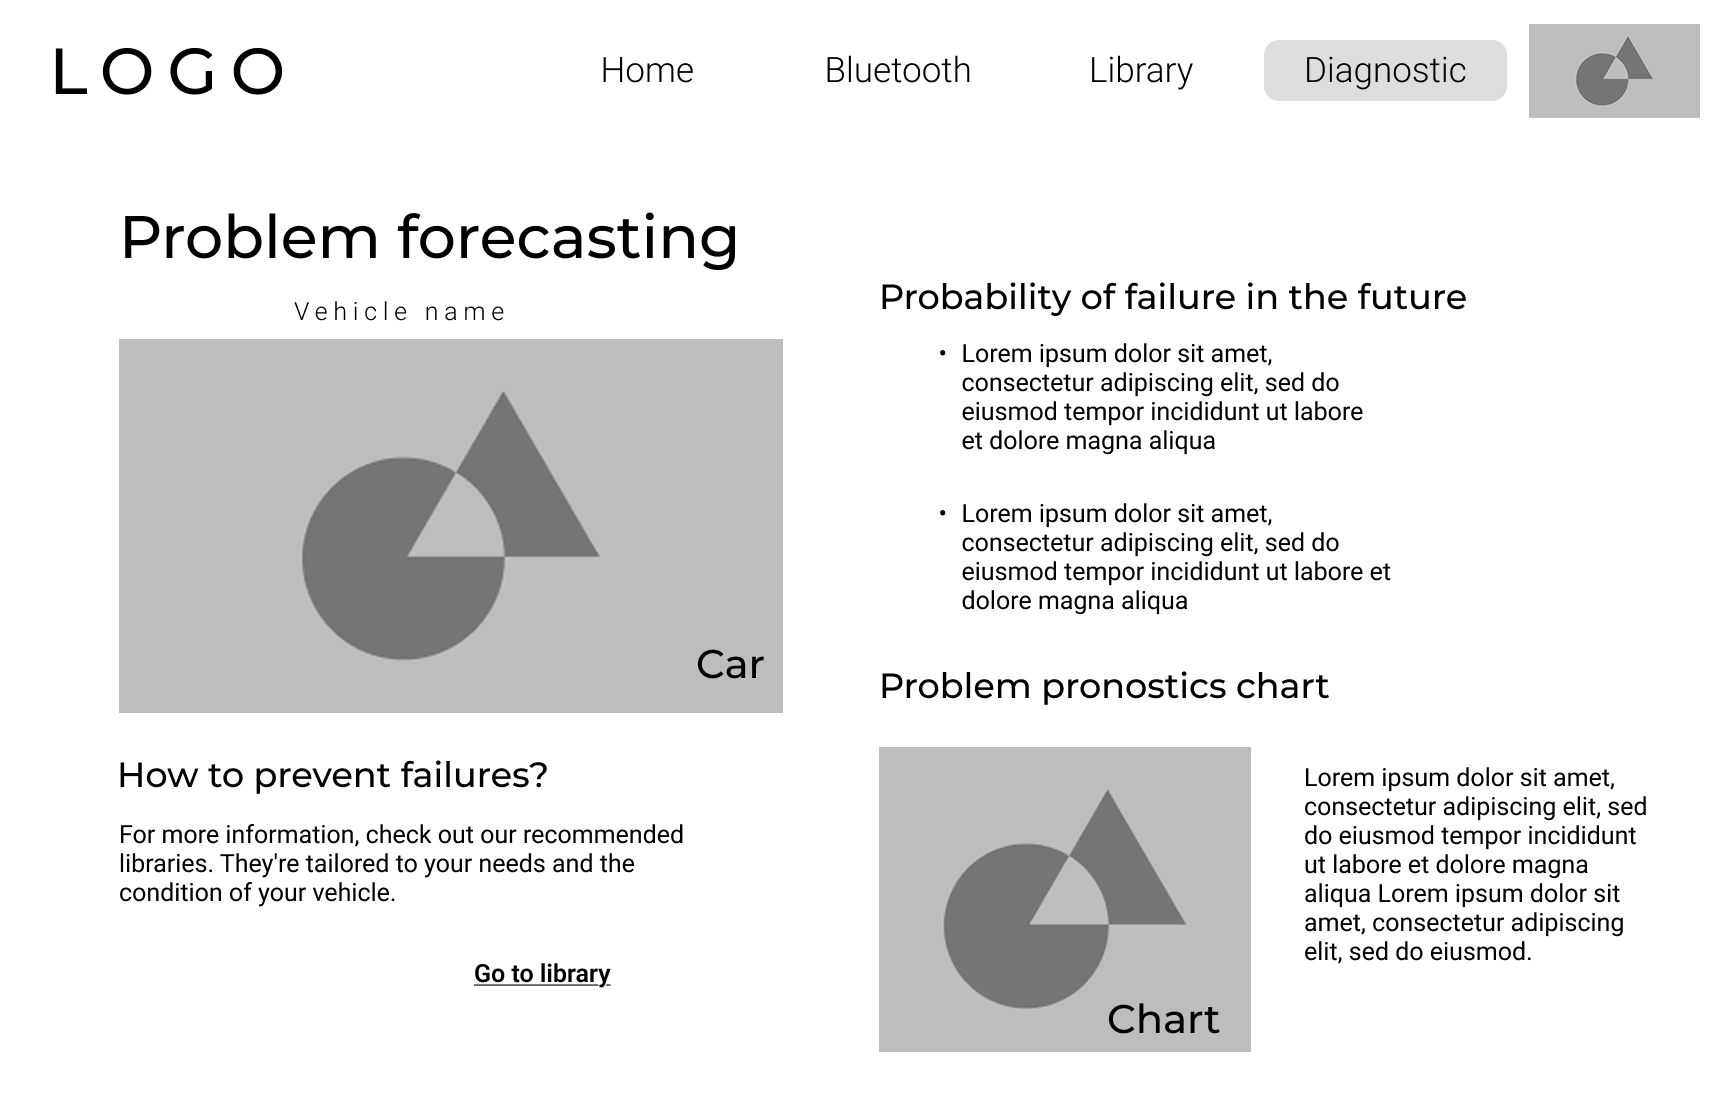 LOGO
Home
Bluetooth
Library
Diagnostic
Problem forecasting
Vehicle name
Car
How to prevent failures?
For more information, check out our recommended
libraries. They're tailored to your needs and the
condition of your vehicle.
Go to library
Probability of failure in the future
• Lorem ipsum dolor sit amet,
consectetur adipiscing elit, sed do
eiusmod tempor incididunt ut labore
et dolore magna aliqua
• Lorem ipsum dolor sit amet,
consectetur adipiscing elit, sed do
eiusmod tempor incididunt ut labore et
dolore magna aliqua
Problem pronostics chart
Chart
Lorem ipsum dolor sit amet,
consectetur adipiscing elit, sed
do eiusmod tempor incididunt
ut labore et dolore magna
aliqua Lorem ipsum dolor sit
amet, consectetur adipiscing
elit, sed do eiusmod.